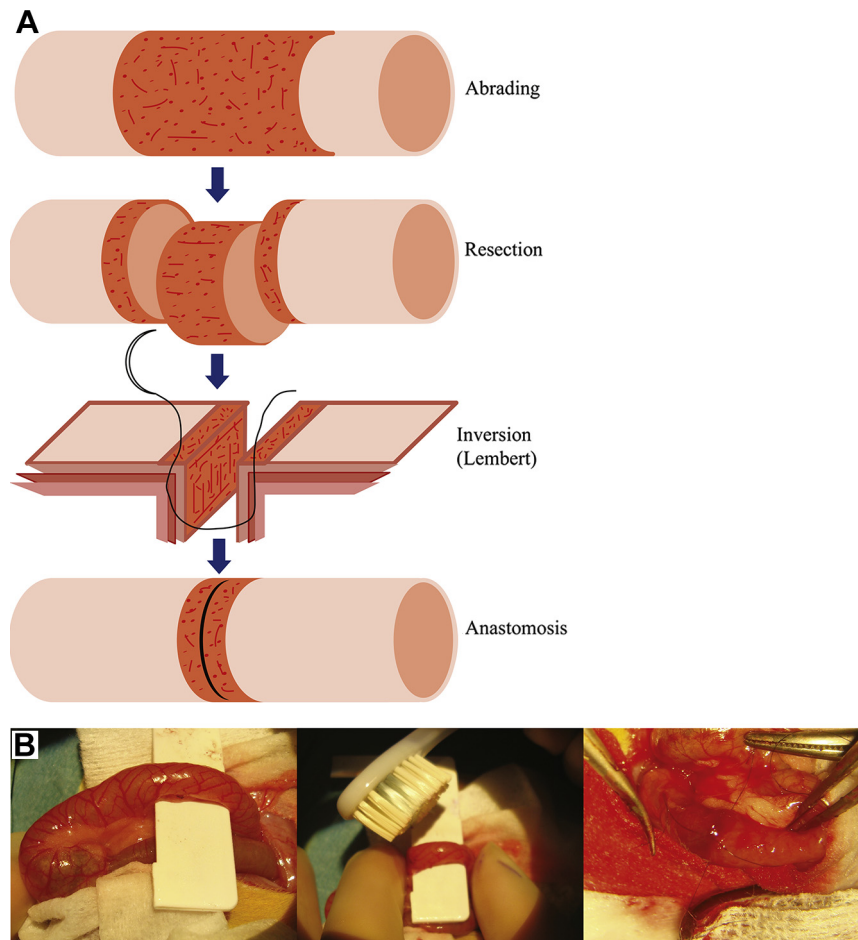 A
Abrading
Resection
Inversion
(Lembert)
Anastomosis
B